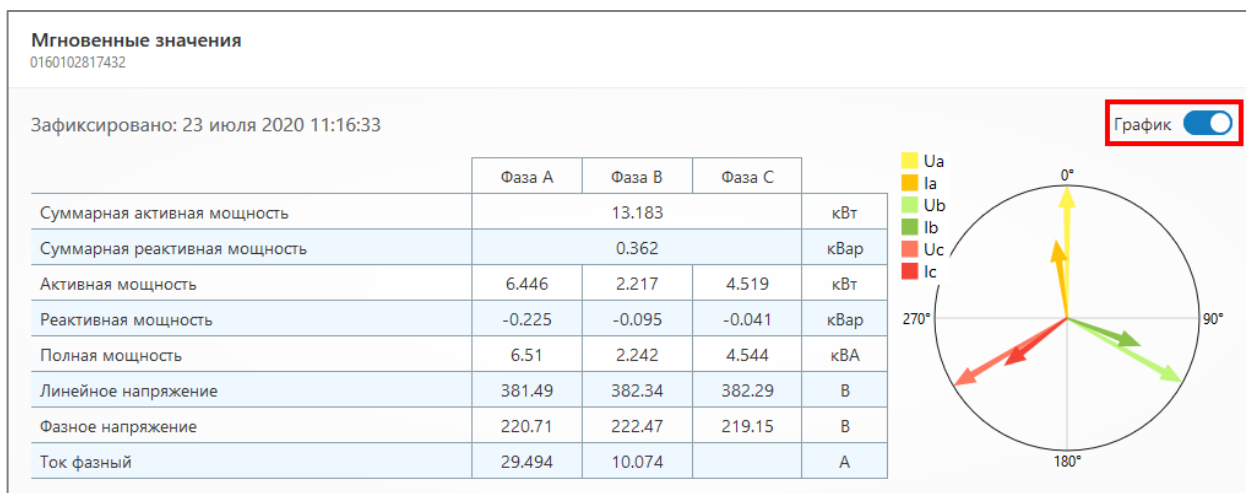 Мгновенные значения
0160102817432
Зафиксировано: 23 июля 2020 11:16:33
График
Фаза A Фаза B Фаза C
Суммарная активная мощность 13.183 кВт
Суммарная реактивная мощность 0.362 кВар
Активная мощность 6.446 2.217 4.519 кВт
Реактивная мощность -0.225 -0.095 -0.041 кВар
Полная мощность 6.51 2.242 4.544 кВА
Линейное напряжение 381.49 382.34 382.29 В
Фазное напряжение 220.71 222.47 219.15 В
Ток фазный 29.494 10.074 А
Ua
Ia
Ub
Ib
Uc
Ic
0°
270°
90°
180°